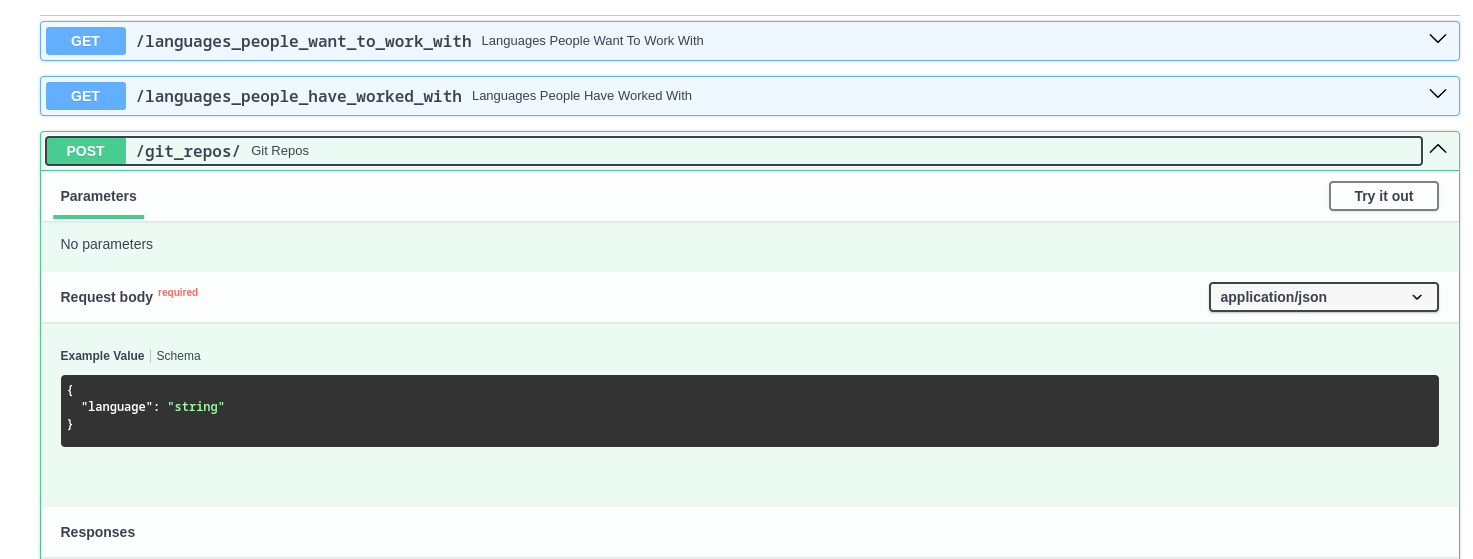 GET /languages_people_want_to_work_with Languages People Want To Work With
GET /languages_people_have_worked_with Languages People Have Worked With
POST /git_repos/ Git Repos
Parameters Try it out
No parameters
Request body required application/json
Example Value Schema
{
"language": "string"
}
Responses